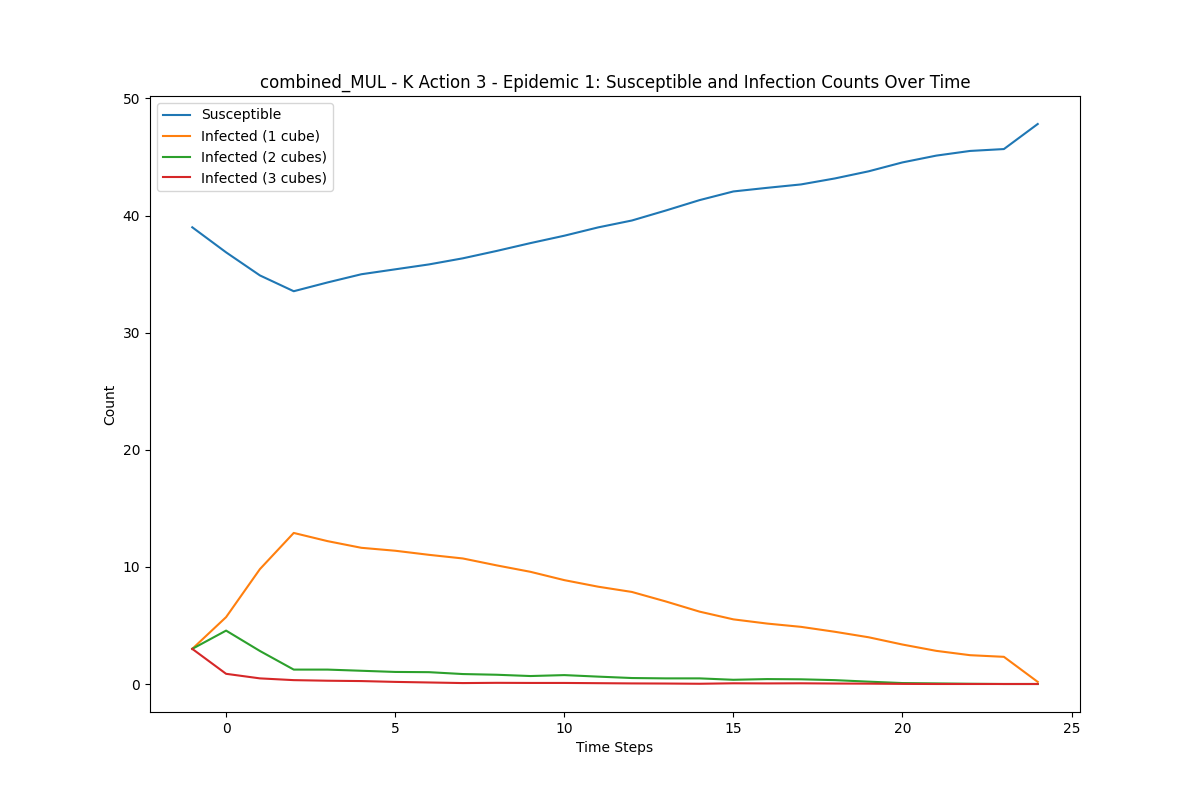 combined_MUL - K Action 3 - Epidemic 1: Susceptible and Infection Counts Over Time
50
40
30
20
10
0
Count
Susceptible
Infected (1 cube)
Infected (2 cubes)
Infected (3 cubes)
0 5 10 15 20 25
Time Steps